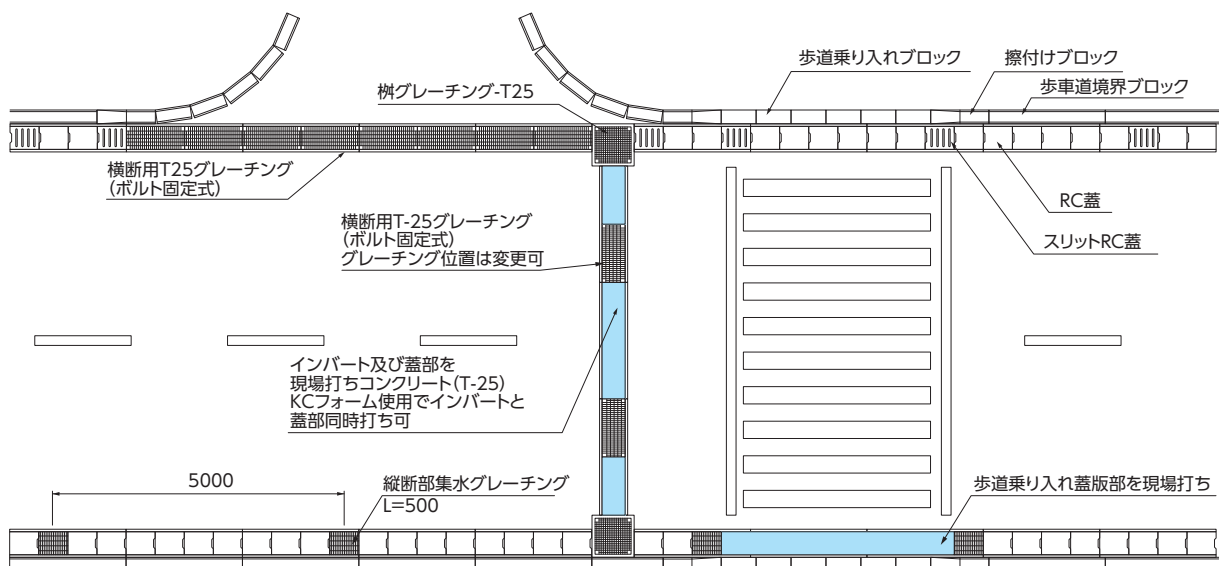 歩道乗り入れブロック
擦付けブロック
歩車道境界ブロック
桝グレーチング-T25
横断用T25グレーチング
(ボルト固定式)
RC蓋
スリットRC蓋
横断用T-25グレーチング
(ボルト固定式)
グレーチング位置は変更可
インバート及び蓋部を
現場打ちコンクリート(T-25)
KCフォーム使用でインバートと
蓋部同時打ち可
5000
縦断部集水グレーチング
L=500
歩道乗り入れ蓋版部を現場打ち